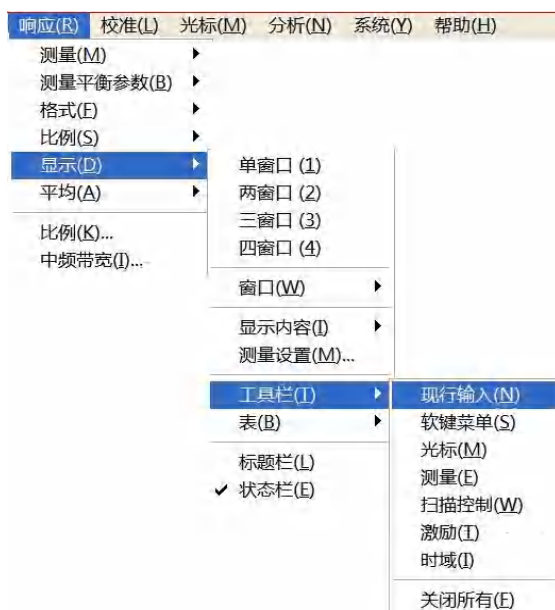 响应(R) 校准(L) 光标(M) 分析(N) 系统(Y) 帮助(H)
测量(M)
测量平衡参数(B)
格式(F)
比例(S)
显示(D)
平均(A)
比例(K)...
中频带宽(I)...
单窗口 (1)
两窗口 (2)
三窗口 (3)
四窗口 (4)
窗口(W)
显示内容(I)
测量设置(M)...
工具栏(T)
表(B)
标题栏(L)
状态栏(E)
现行输入(N)
软键菜单(S)
光标(M)
测量(E)
扫描控制(W)
激励(T)
时域(I)
关闭所有(F)